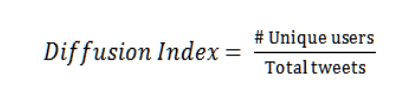 Diffusion Index = # Unique users / Total tweets